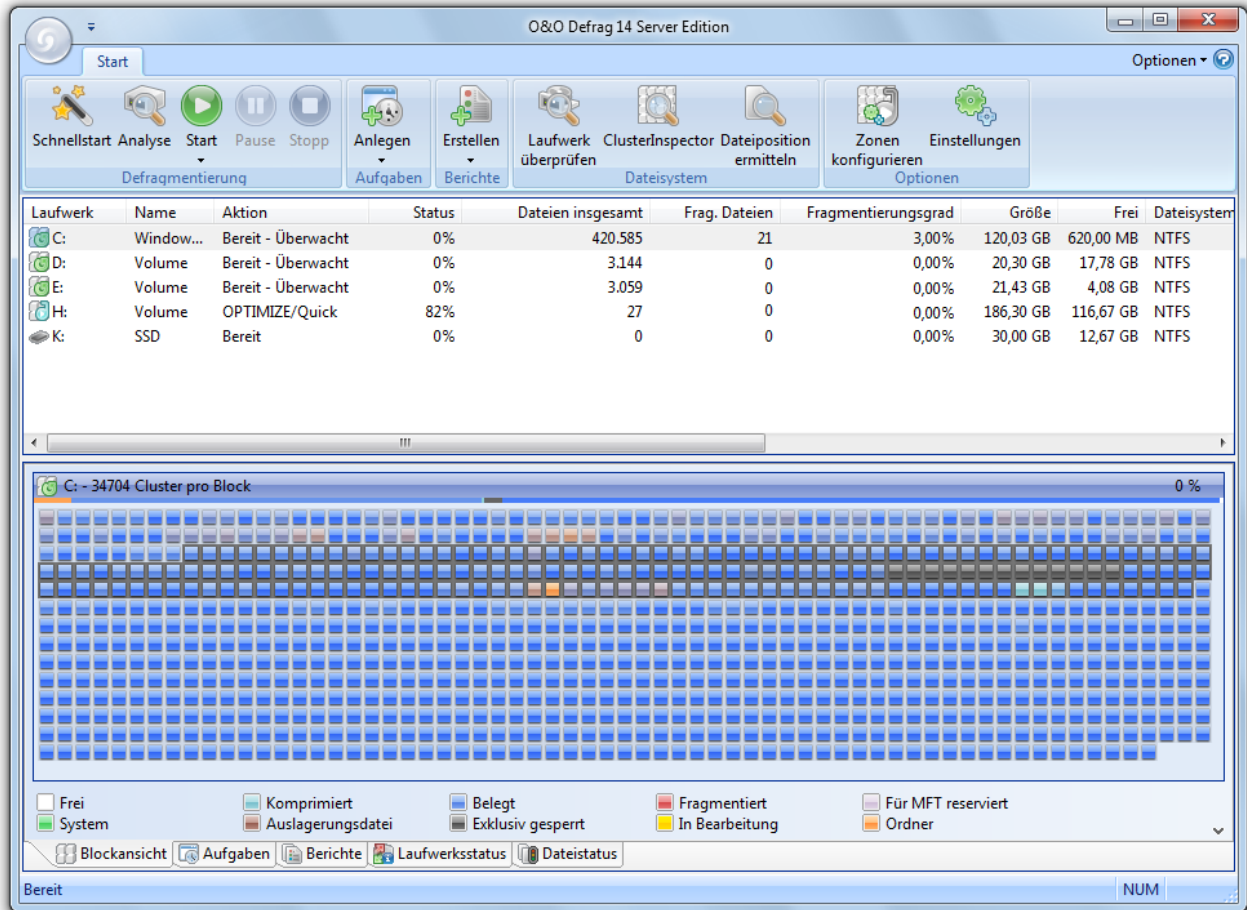 O&O Defrag 14 Server Edition
Start
Optionen
Schnellstart Analyse Start Pause Stopp Anlegen Erstellen Laufwerk überprüfen ClusterInspector Dateiposition ermitteln Zonen konfigurieren Einstellungen
Defragmentierung Aufgaben Berichte Dateisystem Optionen
Laufwerk Name Aktion Status Dateien insgesamt Frag. Dateien Fragmentierungsgrad Größe Frei Dateisystem
C: Window... Bereit - Überwacht 0% 420.585 21 3,00% 120,03 GB 620,00 MB NTFS
D: Volume Bereit - Überwacht 0% 3.144 0 0,00% 20,30 GB 17,78 GB NTFS
E: Volume Bereit - Überwacht 0% 3.059 0 0,00% 21,43 GB 4,08 GB NTFS
H: Volume OPTIMIZE/Quick 82% 27 0 0,00% 186,30 GB 116,67 GB NTFS
K: SSD Bereit 0% 0 0 0,00% 30,00 GB 12,67 GB NTFS
C: - 34704 Cluster pro Block 0 %
Frei Komprimiert Belegt Fragmentiert Für MFT reserviert
System Auslagerungsdatei Exklusiv gesperrt In Bearbeitung Ordner
Blockansicht Aufgaben Berichte Laufwerksstatus Dateistatus
Bereit NUM